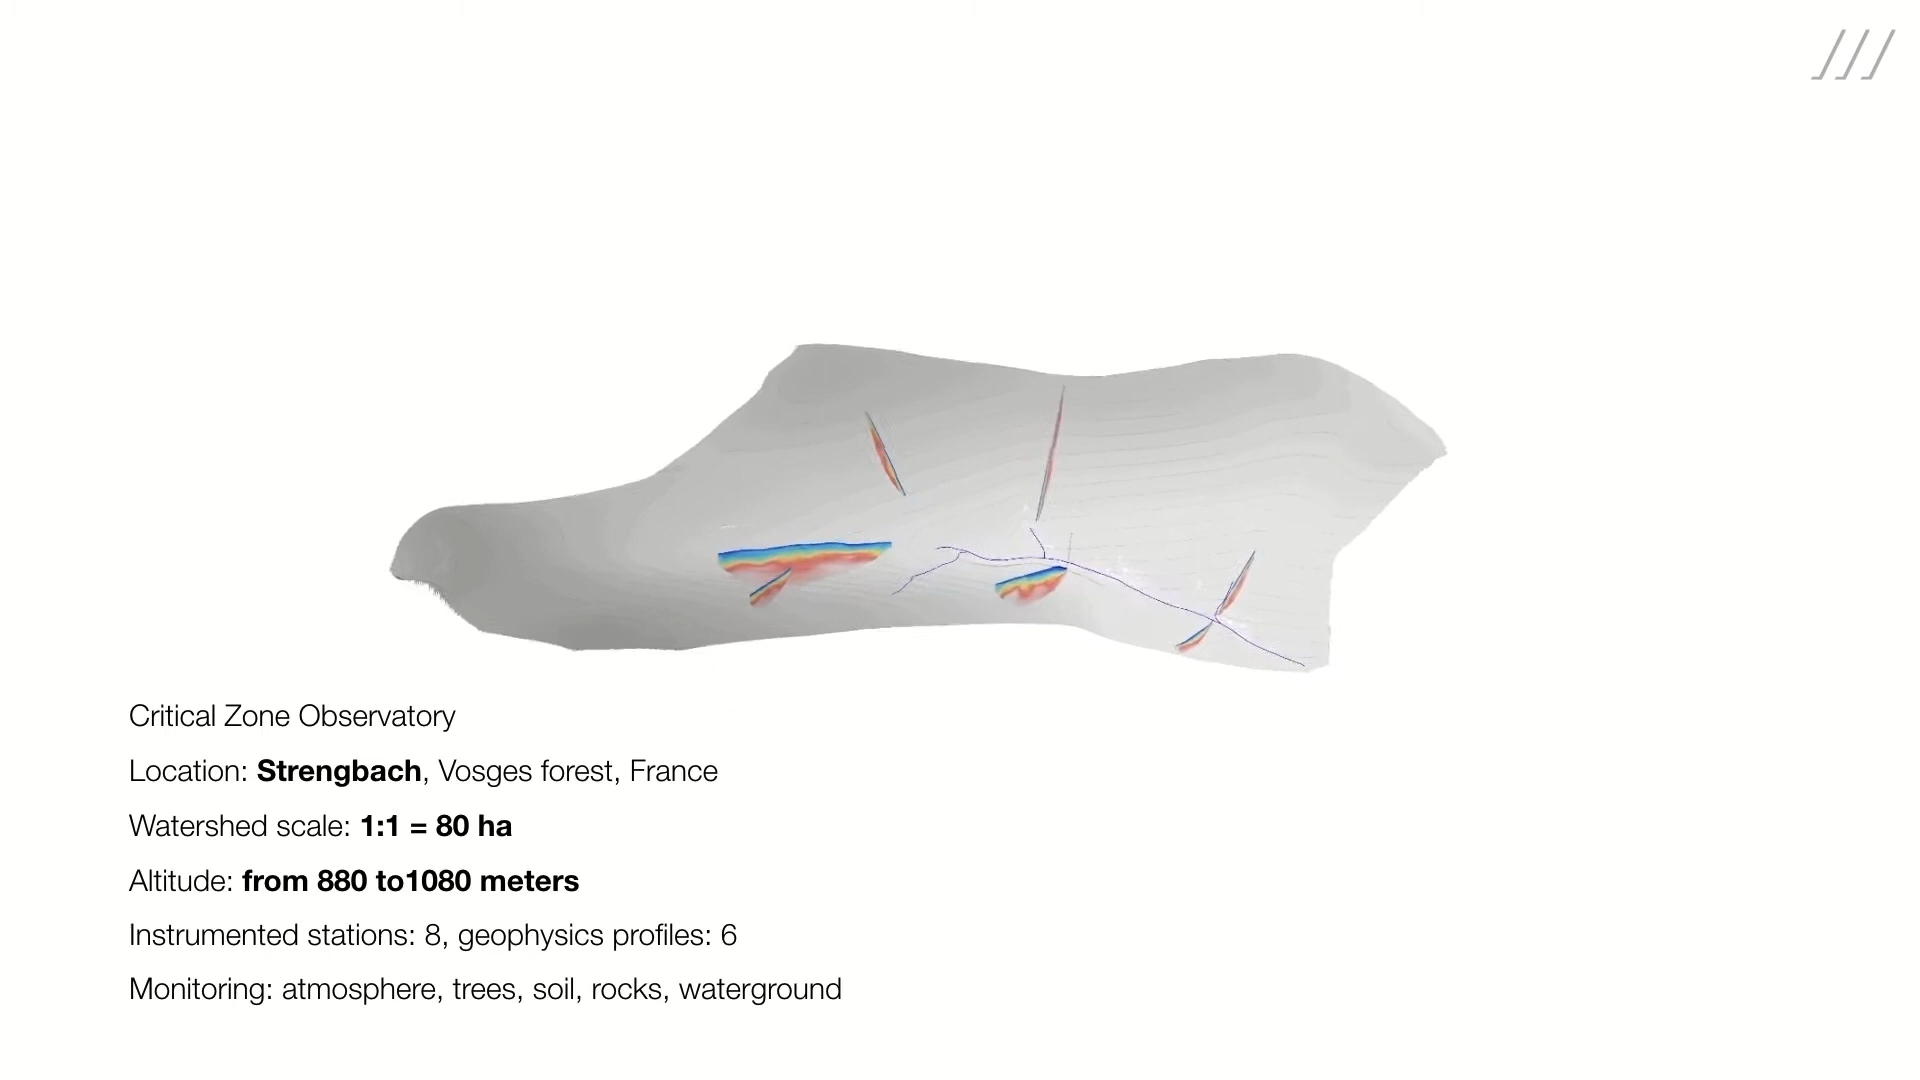 Critical Zone Observatory
Location: Strengbach, Vosges forest, France
Watershed scale: 1:1 = 80 ha
Altitude: from 880 to1080 meters
Instrumented stations: 8, geophysics profiles: 6
Monitoring: atmosphere, trees, soil, rocks, waterground